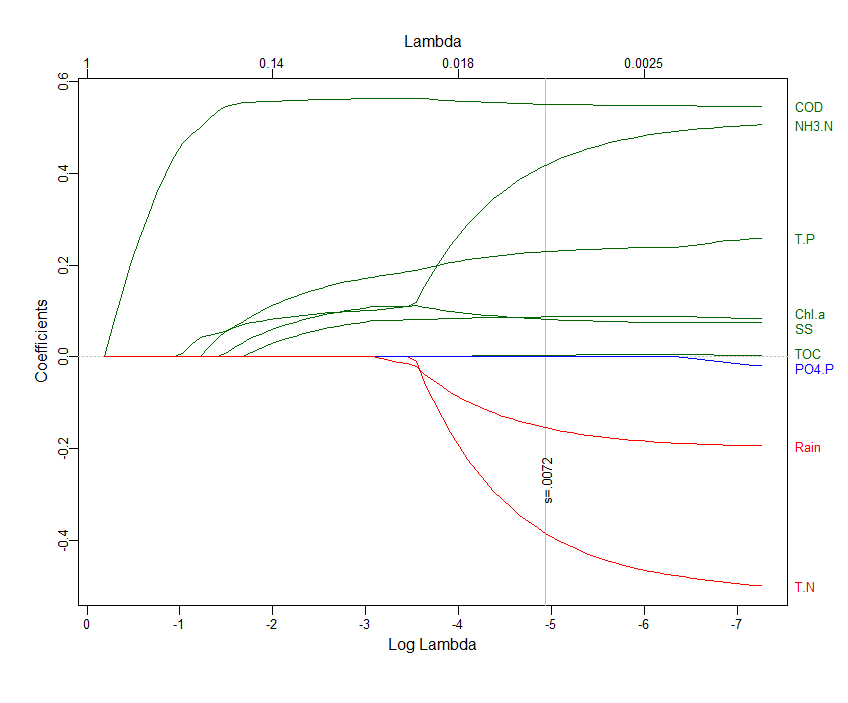 Lambda
1 0.14 0.018 0.0025
Coefficients
0.6
0.4
0.2
0.0
-0.2
-0.4
COD
NH3.N
T.P
Chl.a
SS
TOC
PO4.P
Rain
T.N
s=.0072
0 -1 -2 -3 -4 -5 -6 -7
Log Lambda